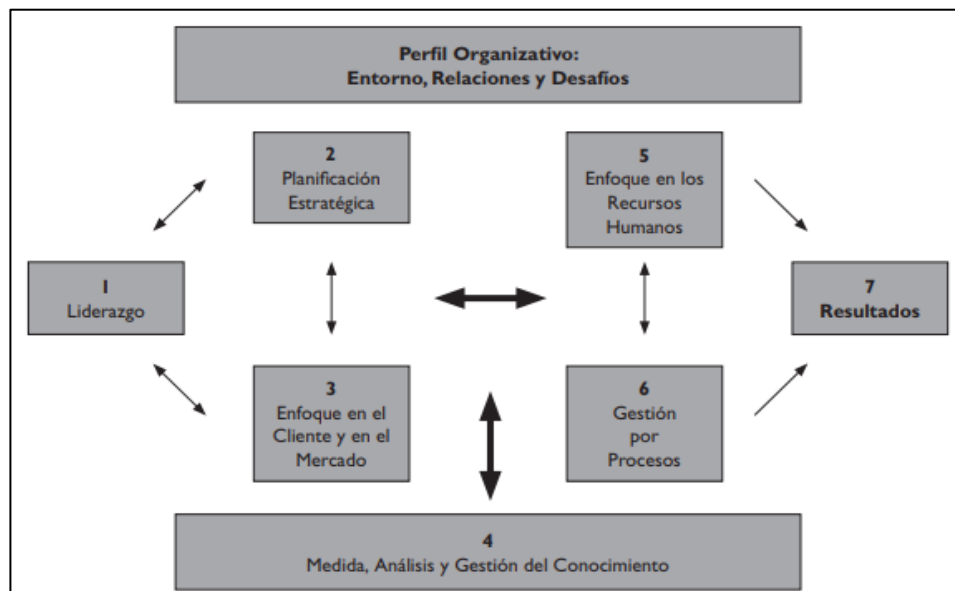 Perfil Organizativo:
Entorno, Relaciones y Desafíos
2
Planificación
Estratégica
5
Enfoque en los
Recursos
Humanos
1
Liderazgo
7
Resultados
3
Enfoque en el
Cliente y en el
Mercado
6
Gestión
por
Procesos
4
Medida, Análisis y Gestión del Conocimiento